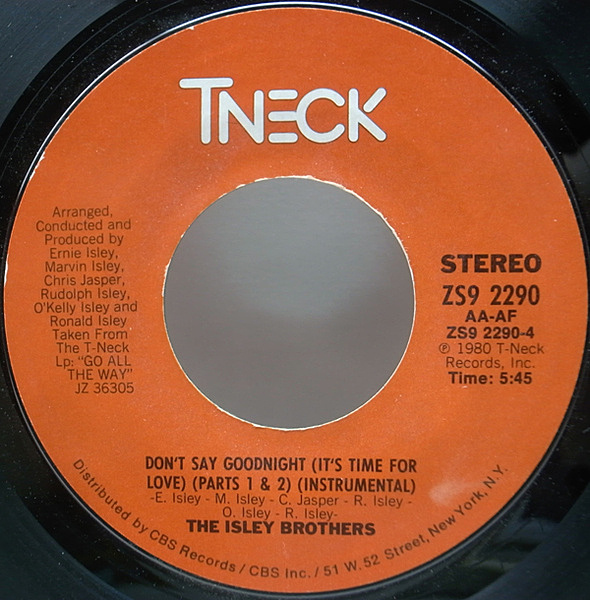 TNECK
Arranged,
Conducted and
Produced by
Ernie Isley,
Marvin Isley,
Chris Jasper,
Rudolph Isley,
O'Kelly Isley and
Ronald Isley
Taken From
The T-Neck
Lp: "GO ALL
THE WAY"
JZ 36305
STEREO
ZS9 2290
AA-AF
ZS9 2290-4
℗ 1980 T-Neck
Records, Inc.
Time: 5:45
DON'T SAY GOODNIGHT (IT'S TIME FOR
LOVE) (PARTS 1 & 2) (INSTRUMENTAL)
-E. Isley - M. Isley - C. Jasper - R. Isley -
O. Isley - R. Isley-
THE ISLEY BROTHERS
Distributed by CBS Records / CBS Inc. / 51 W. 52 Street, New York, N.Y.